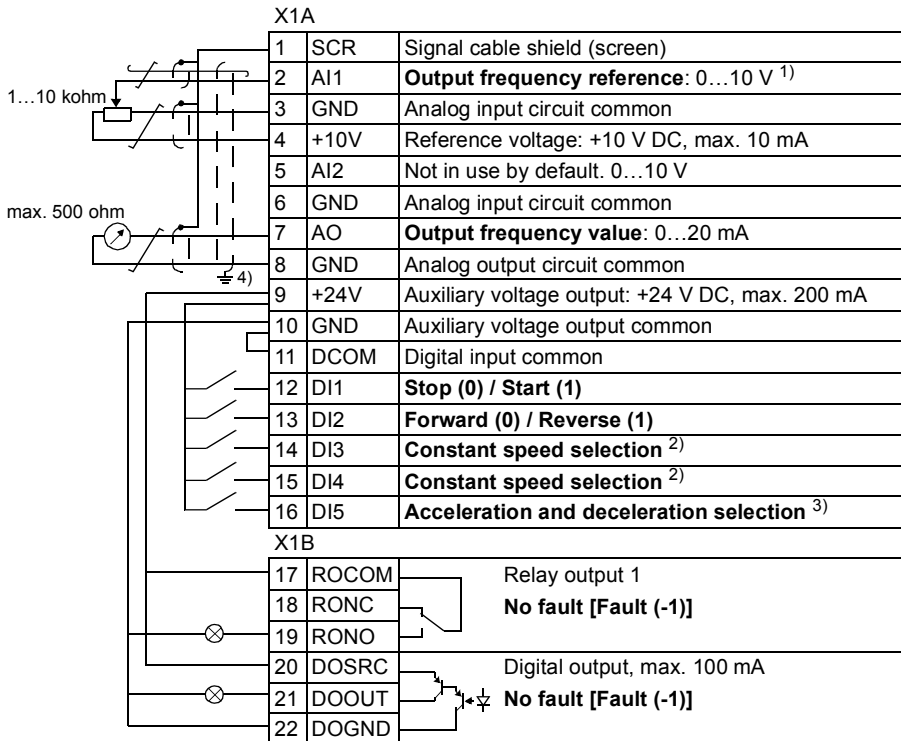 X1A
1 SCR Signal cable shield (screen)
2 AI1 Output frequency reference: 0…10 V 1)
1…10 kohm
3 GND Analog input circuit common
4 +10V Reference voltage: +10 V DC, max. 10 mA
5 AI2 Not in use by default. 0…10 V
6 GND Analog input circuit common
max. 500 ohm
7 AO Output frequency value: 0…20 mA
8 GND Analog output circuit common
4)
9 +24V Auxiliary voltage output: +24 V DC, max. 200 mA
10 GND Auxiliary voltage output common
11 DCOM Digital input common
12 DI1 Stop (0) / Start (1)
13 DI2 Forward (0) / Reverse (1)
14 DI3 Constant speed selection 2)
15 DI4 Constant speed selection 2)
16 DI5 Acceleration and deceleration selection 3)
X1B
17 ROCOM Relay output 1
18 RONC No fault [Fault (-1)]
19 RONO
20 DOSRC Digital output, max. 100 mA
21 DOOUT No fault [Fault (-1)]
22 DOGND